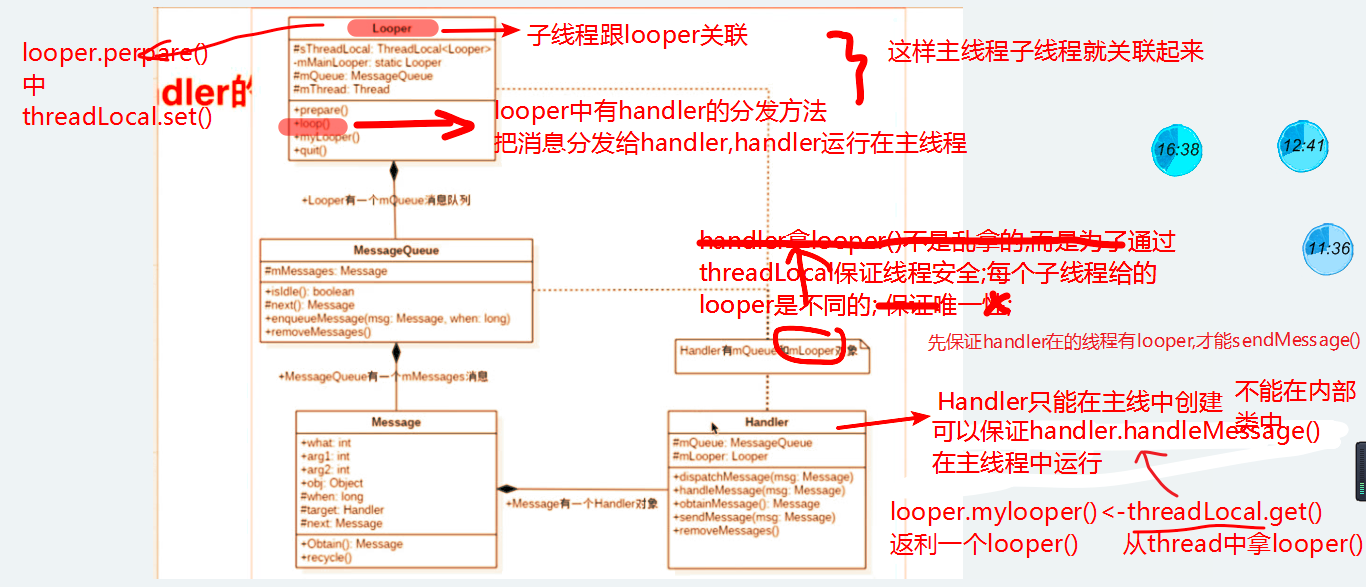 looper.perpare()
中
threadLocal.set()
dler的
Looper
#sThreadLocal: ThreadLocal<Looper>
-mMainLooper: static Looper
#mQueue: MessageQueue
#mThread: Thread
+prepare()
+loop()
+myLooper()
+quit()
子线程跟looper关联
这样主线程子线程就关联起来
looper中有handler的分发方法
把消息分发给handler,handler运行在主线程
16:38
12:41
11:36
+Looper有一个mQueue消息队列
MessageQueue
#mMessages: Message
+isIdle(): boolean
#next(): Message
+enqueueMessage(msg: Message, when: long)
+removeMessages()
handler拿looper()不是乱拿的,而是为了通过
threadLocal保证线程安全;每个子线程给的
looper是不同的; 保证唯一性;
先保证handler在的线程有looper,才能sendMessage()
Handler有mQueue和mLooper对象
+MessageQueue有一个mMessages消息
Message
+what: int
+arg1: int
+arg2: int
+obj: Object
#when: long
#target: Handler
#next: Message
+Obtain(): Message
+recycle()
+Message有一个Handler对象
Handler
#mQueue: MessageQueue
#mLooper: Looper
+dispatchMessage(msg: Message)
+handleMessage(msg: Message)
+obtainMessage(): Message
+sendMessage(msg: Message)
+removeMessages()
Handler只能在主线中创建
不能在内部
类中
可以保证handler.handleMessage()
在主线程中运行
looper.mylooper()<-threadLocal.get()
返利一个looper()
从thread中拿looper()